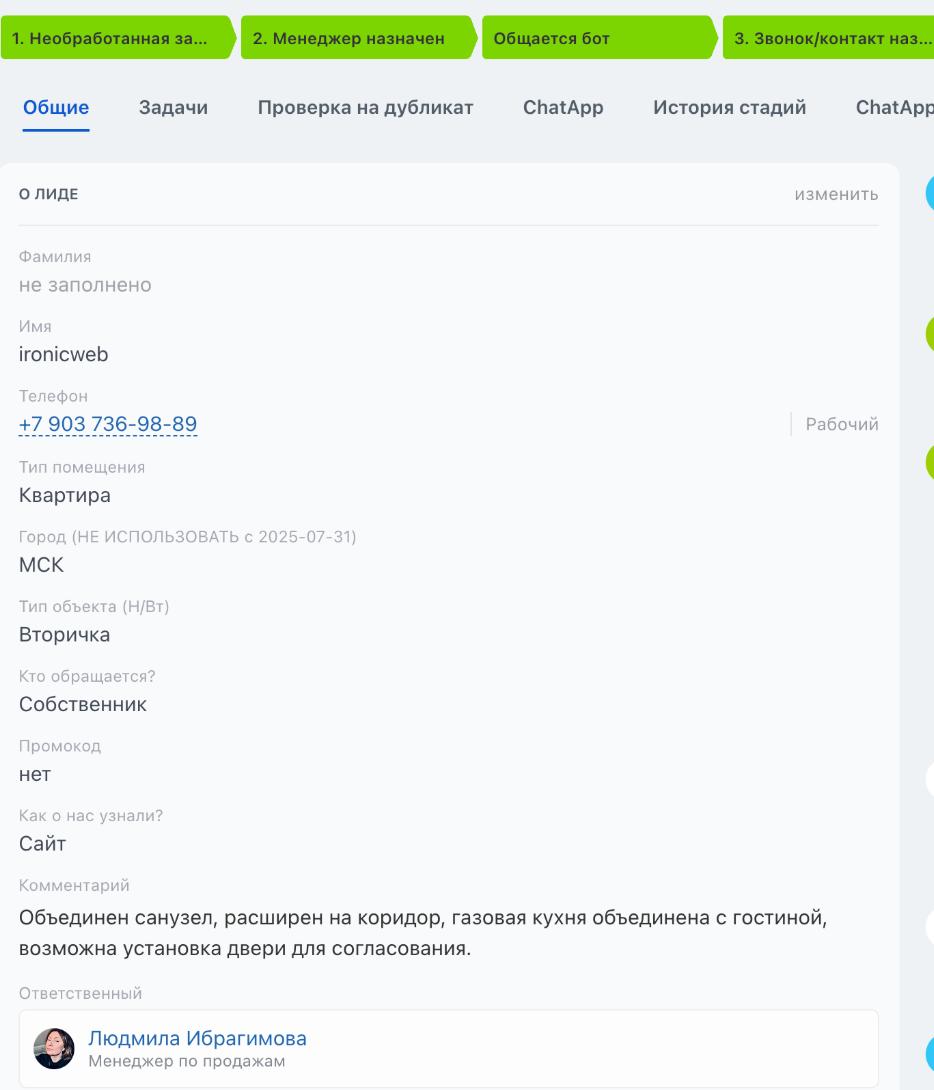 1. Необработанная за...
2. Менеджер назначен
Общается бот
3. Звонок/контакт наз...
Общие
Задачи
Проверка на дубликат
ChatApp
История стадий
ChatApp
О ЛИДЕ
изменить
Фамилия
не заполнено
Имя
ironicweb
Телефон
+7 903 736-98-89
Рабочий
Тип помещения
Квартира
Город (НЕ ИСПОЛЬЗОВАТЬ с 2025-07-31)
МСК
Тип объекта (Н/Вт)
Вторичка
Кто обращается?
Собственник
Промокод
нет
Как о нас узнали?
Сайт
Комментарий
Объединен санузел, расширен на коридор, газовая кухня объединена с гостиной,
возможна установка двери для согласования.
Ответственный
Людмила Ибрагимова
Менеджер по продажам